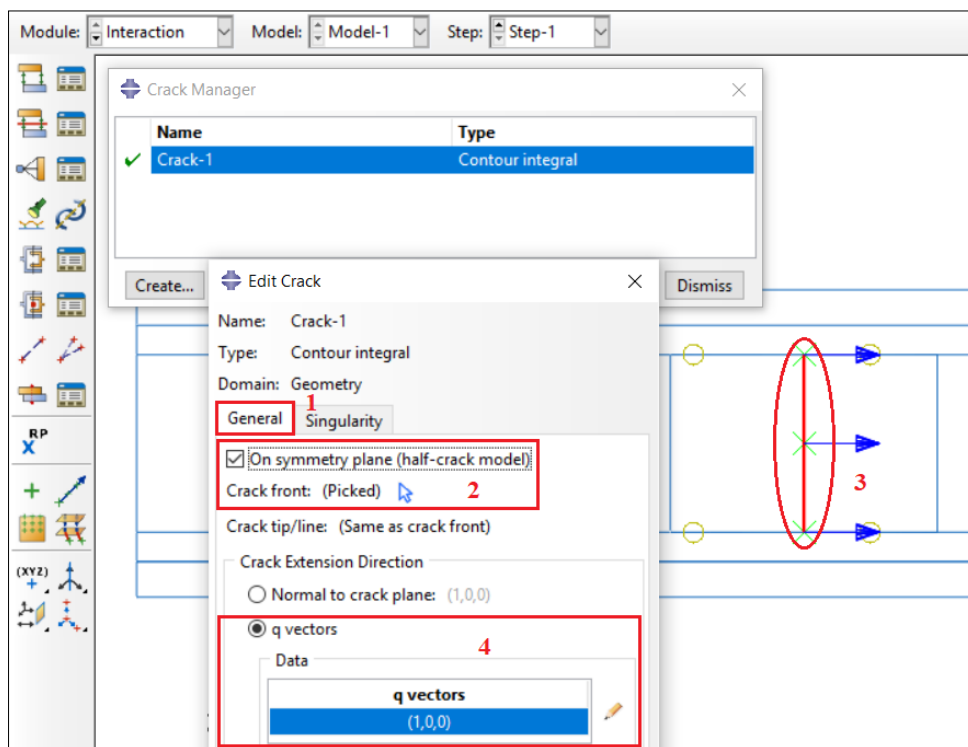 Module: Interaction Model: Model-1 Step: Step-1
Crack Manager
Name Type
Crack-1 Contour integral
Create... Dismiss
Edit Crack
Name: Crack-1
Type: Contour integral
Domain: Geometry
1
General Singularity
On symmetry plane (half-crack model)
Crack front: (Picked) 2
Crack tip/line: (Same as crack front)
Crack Extension Direction
Normal to crack plane: (1,0,0)
q vectors
4
Data
q vectors
(1,0,0)
3
RP
(XYZ)